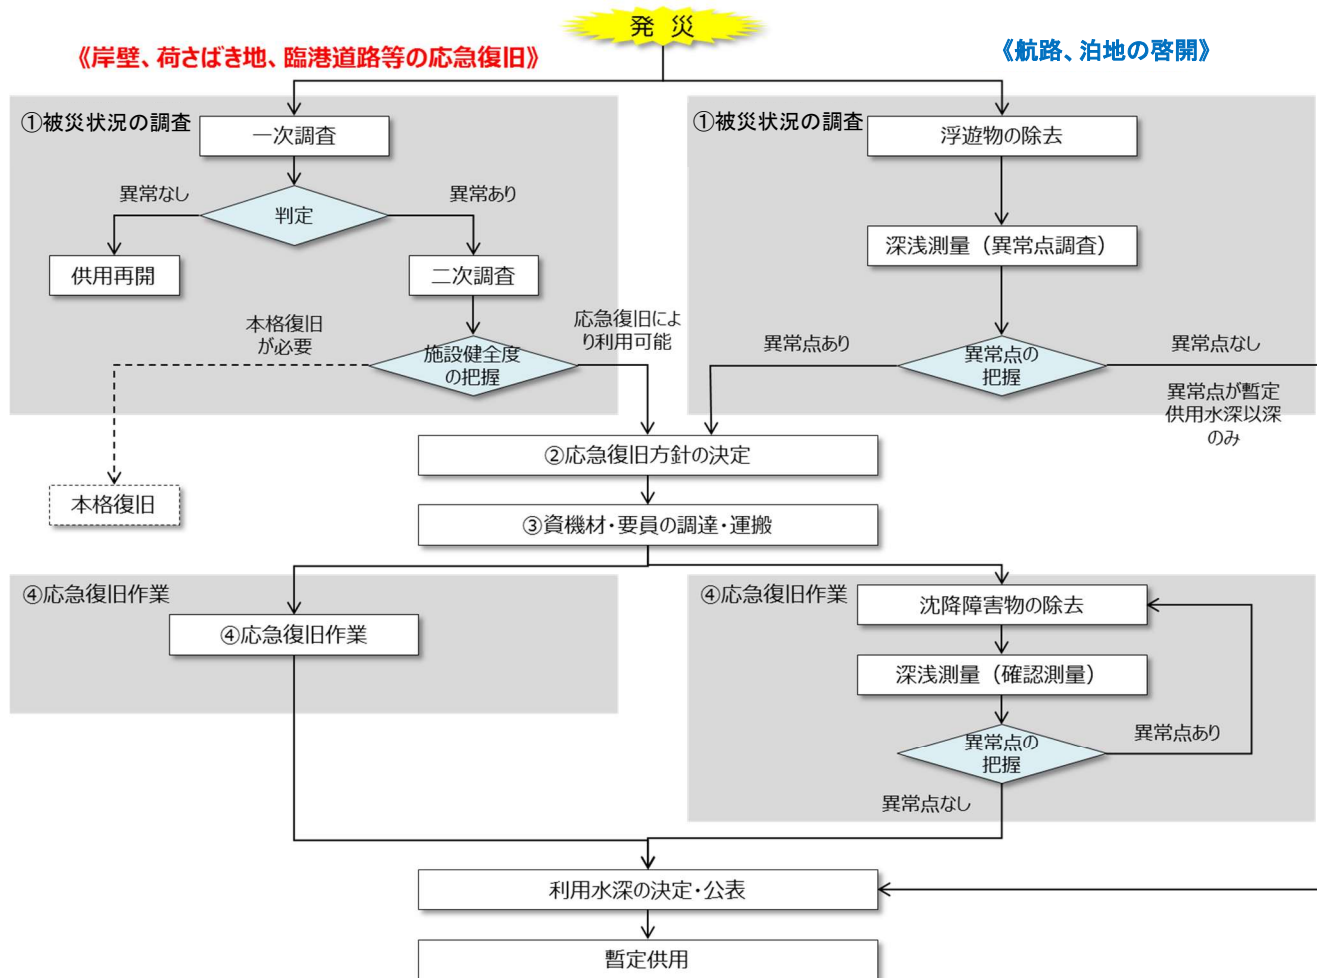 発 災
《岸壁、荷さばき地、臨港道路等の応急復旧》
《航路、泊地の啓開》
①被災状況の調査
一次調査
異常なし
異常あり
判定
供用再開
二次調査
本格復旧
が必要
応急復旧によ
り利用可能
施設健全度
の把握
本格復旧
①被災状況の調査
浮遊物の除去
深浅測量（異常点調査）
異常点あり
異常点の
把握
異常点なし
異常点が暫定
供用水深以深
のみ
②応急復旧方針の決定
③資機材・要員の調達・運搬
④応急復旧作業
④応急復旧作業
④応急復旧作業
沈降障害物の除去
深浅測量（確認測量）
異常点の
把握
異常点あり
異常点なし
利用水深の決定・公表
暫定供用